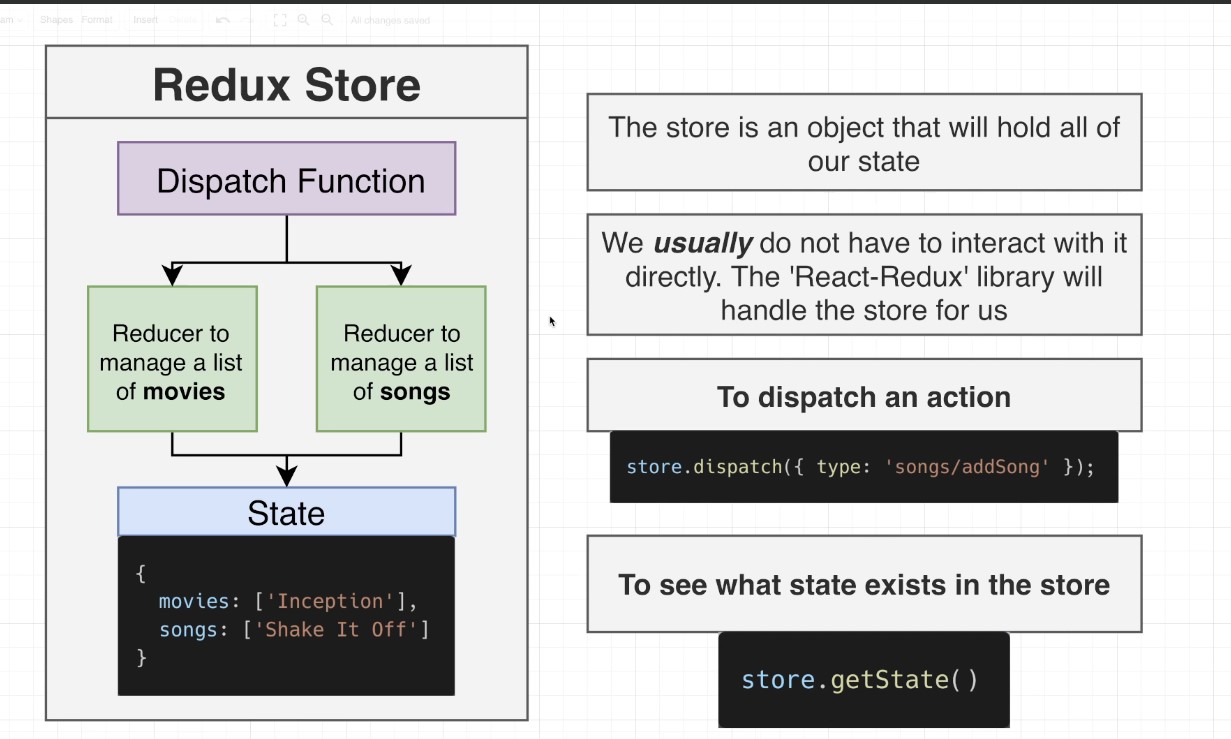 Shapes Format Insert Delete All changes saved
Redux Store
Dispatch Function
Reducer to
manage a list
of movies
Reducer to
manage a list
of songs
State
{
movies: ['Inception'],
songs: ['Shake It Off']
}
The store is an object that will hold all of
our state
We usually do not have to interact with it
directly. The 'React-Redux' library will
handle the store for us
To dispatch an action
store.dispatch({ type: 'songs/addSong' });
To see what state exists in the store
store.getState()